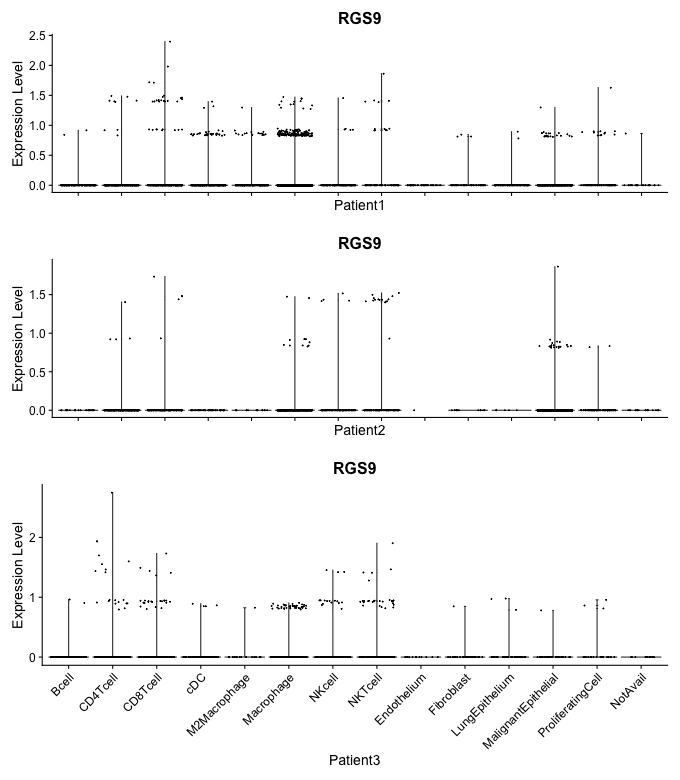 RGS9
Expression Level
2.5
2.0
1.5
1.0
0.5
0.0
Patient1
RGS9
Expression Level
1.5
1.0
0.5
0.0
Patient2
RGS9
Expression Level
2
1
0
Bcell
CD4Tcell
CD8Tcell
cDC
M2Macrophage
Macrophage
NKcell
NKTcell
Endothelium
Fibroblast
LungEpithelium
MalignantEpithelial
ProliferatingCell
NotAvail
Patient3